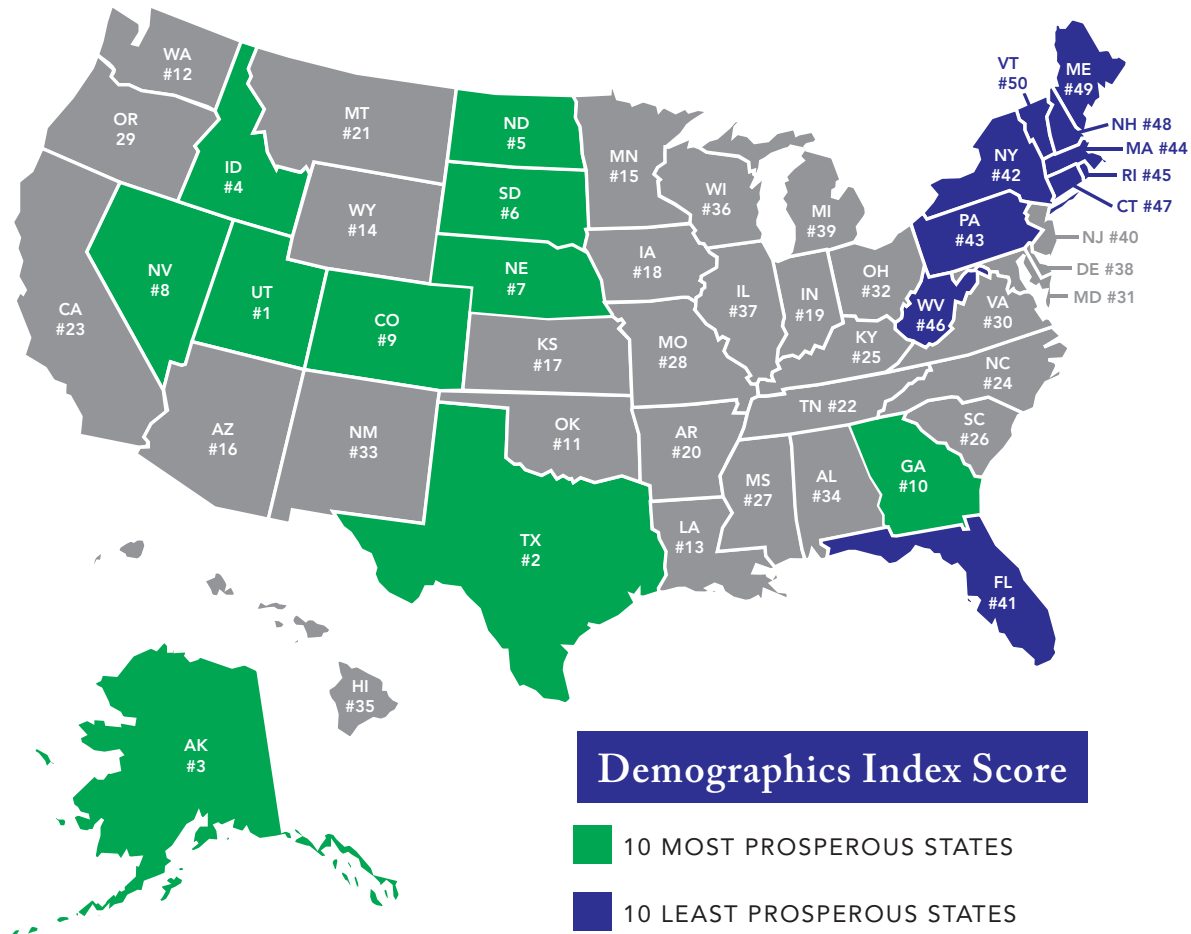 WA
#12
OR
29
CA
#23
ID
#4
NV
#8
MT
#21
WY
#14
UT
#1
CO
#9
AZ
#16
NM
#33
ND
#5
SD
#6
NE
#7
KS
#17
OK
#11
TX
#2
MN
#15
IA
#18
MO
#28
AR
#20
LA
#13
WI
#36
IL
#37
MI
#39
IN
#19
OH
#32
KY
#25
TN #22
MS
#27
AL
#34
GA
#10
FL
#41
SC
#26
NC
#24
VA
#30
WV
#46
PA
#43
NY
#42
VT
#50
ME
#49
NH #48
MA #44
RI #45
CT #47
NJ #40
DE #38
MD #31
HI
#35
AK
#3
Demographics Index Score
10 MOST PROSPEROUS STATES
10 LEAST PROSPEROUS STATES